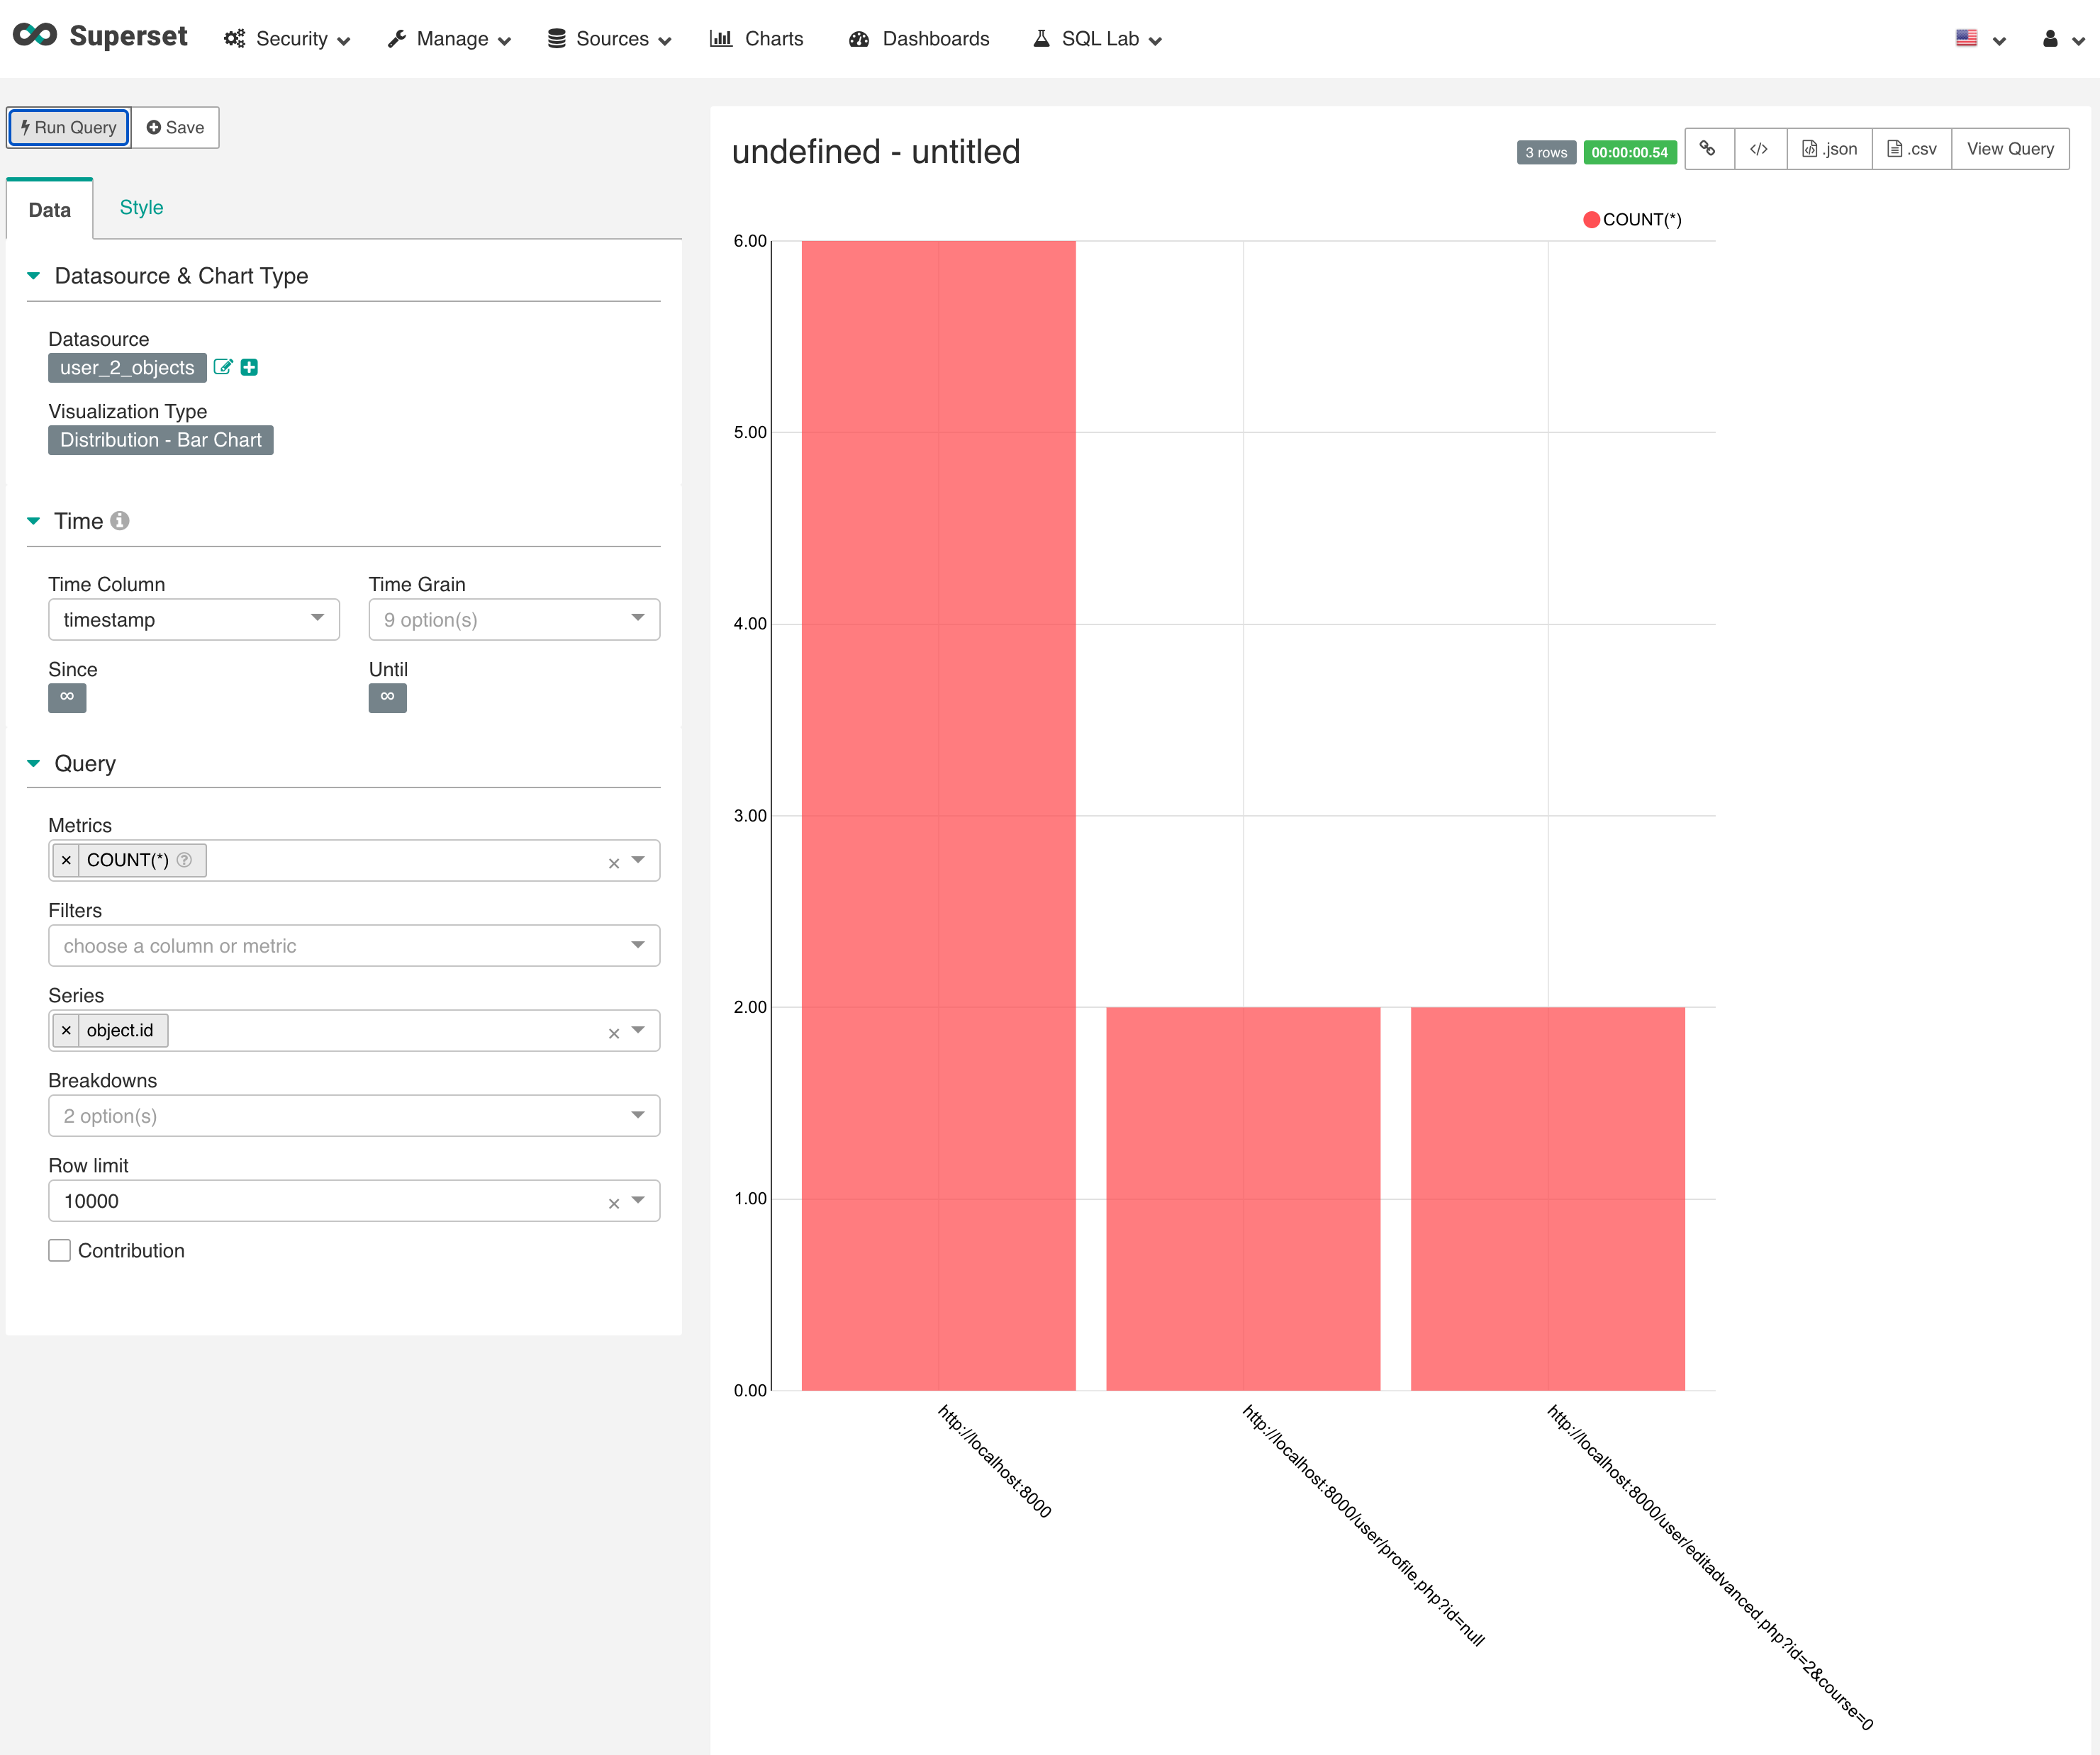 Superset Security Manage Sources Charts Dashboards SQL Lab
Run Query Save
Data Style
Datasource & Chart Type
Datasource
user_2_objects
Visualization Type
Distribution - Bar Chart
Time
Time Column Time Grain
timestamp 9 option(s)
Since Until
∞ ∞
Query
Metrics
× COUNT(*)
Filters
choose a column or metric
Series
× object.id
Breakdowns
2 option(s)
Row limit
10000
Contribution
undefined - untitled
3 rows 00:00:00.54 </> .json .csv View Query
COUNT(*)
6.00
5.00
4.00
3.00
2.00
1.00
0.00
http://localhost:8000
http://localhost:8000/user/profile.php?id=null
http://localhost:8000/user/editadvanced.php?id=2&course=0